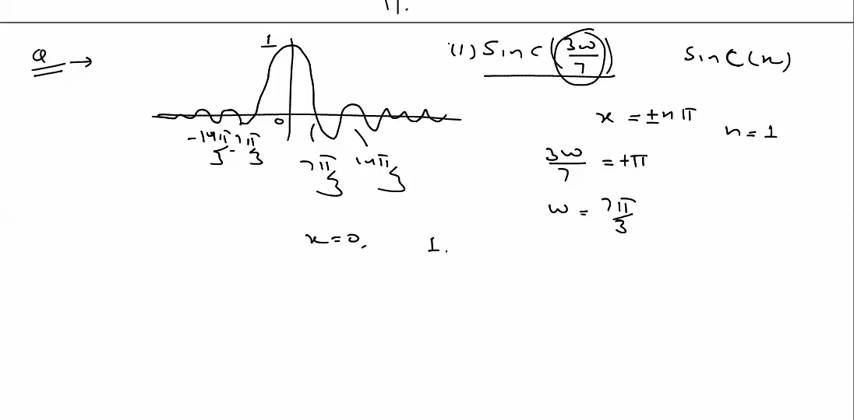 Π.
Q →
1
(1) Sinc(3ω/7)
Sinc(x)
0
-14π/3
-7π/3
7π/3
14π/3
x = ±nπ
n = 1
3ω/7 = +π
ω = 7π/3
x=0,
1.